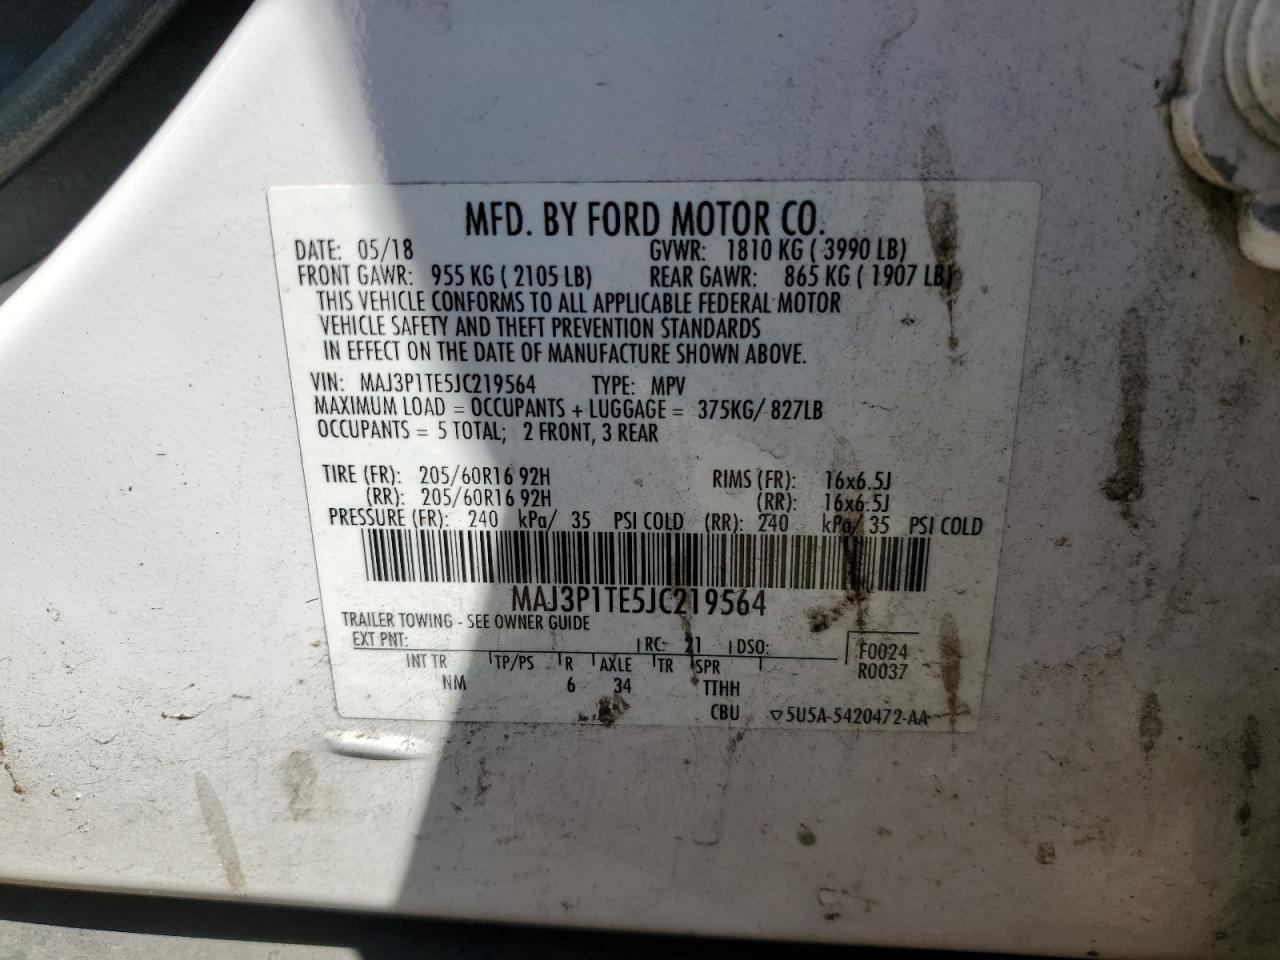 MFD. BY FORD MOTOR CO.
DATE: 05/18 GVWR: 1810 KG ( 3990 LB)
FRONT GAWR: 955 KG ( 2105 LB) REAR GAWR: 865 KG ( 1907 LB)
THIS VEHICLE CONFORMS TO ALL APPLICABLE FEDERAL MOTOR
VEHICLE SAFETY AND THEFT PREVENTION STANDARDS
IN EFFECT ON THE DATE OF MANUFACTURE SHOWN ABOVE.
VIN: MAJ3P1TE5JC219564 TYPE: MPV
MAXIMUM LOAD = OCCUPANTS + LUGGAGE = 375KG/ 827LB
OCCUPANTS = 5 TOTAL; 2 FRONT, 3 REAR
TIRE (FR): 205/60R16 92H RIMS (FR): 16x6.5J
(RR): 205/60R16 92H (RR): 16x6.5J
PRESSURE (FR): 240 kPa/ 35 PSI COLD (RR): 240 kPa/ 35 PSI COLD
MAJ3P1TE5JC219564
TRAILER TOWING - SEE OWNER GUIDE
EXT PNT: RC: 21 DSO: F0024
INT TR TP/PS R AXLE TR SPR R0037
NM 6 34 TTHH
CBU ▽5U5A-5420472-AA